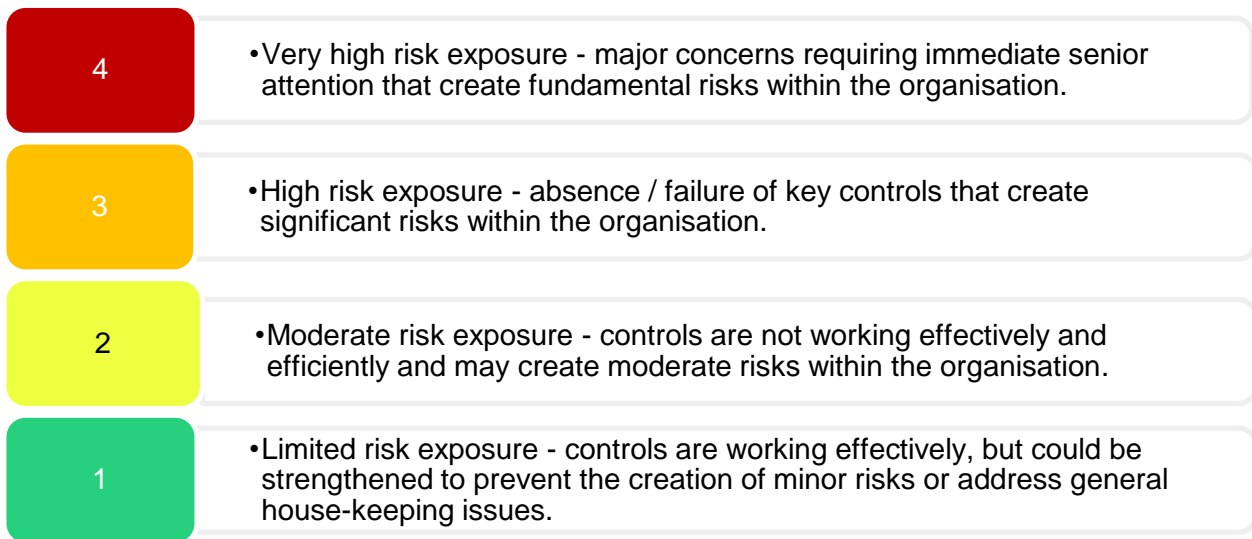 4
•Very high risk exposure - major concerns requiring immediate senior
attention that create fundamental risks within the organisation.
3
•High risk exposure - absence / failure of key controls that create
significant risks within the organisation.
2
•Moderate risk exposure - controls are not working effectively and
efficiently and may create moderate risks within the organisation.
1
•Limited risk exposure - controls are working effectively, but could be
strengthened to prevent the creation of minor risks or address general
house-keeping issues.